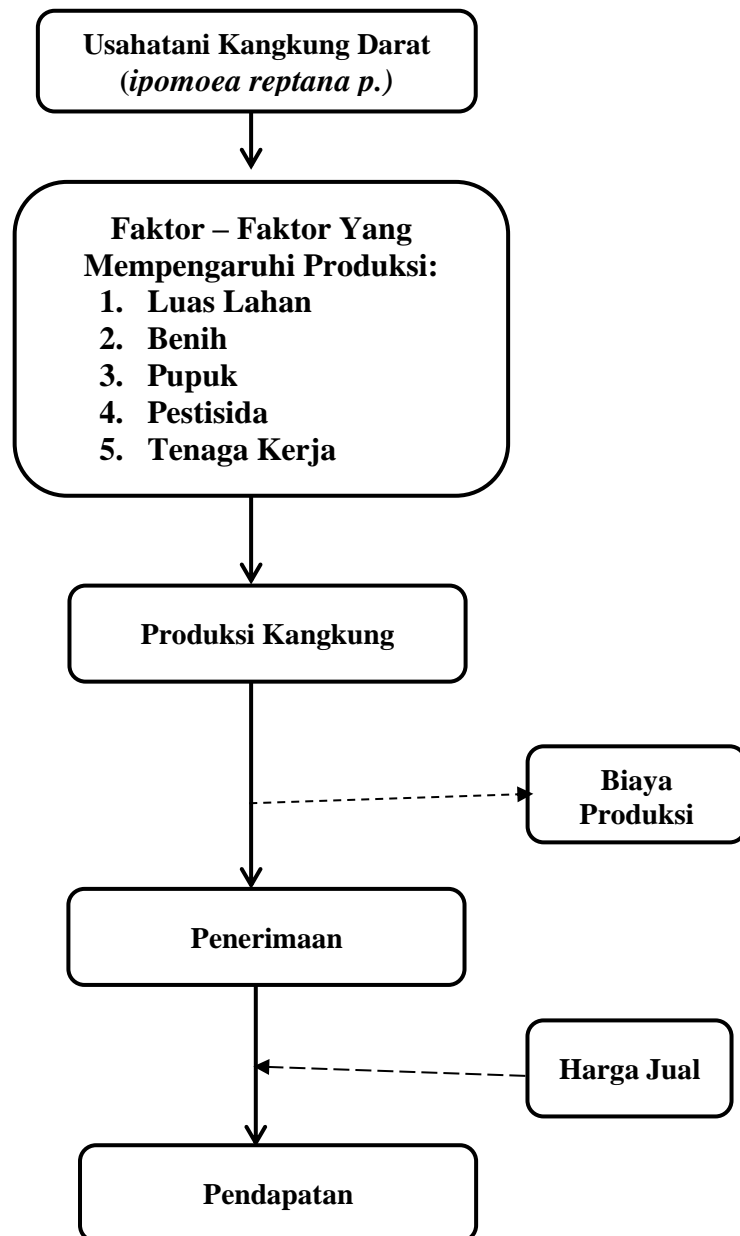 Usahatani Kangkung Darat
(ipomoea reptana p.)
Faktor – Faktor Yang
Mempengaruhi Produksi:
1. Luas Lahan
2. Benih
3. Pupuk
4. Pestisida
5. Tenaga Kerja
Produksi Kangkung
Biaya
Produksi
Penerimaan
Harga Jual
Pendapatan